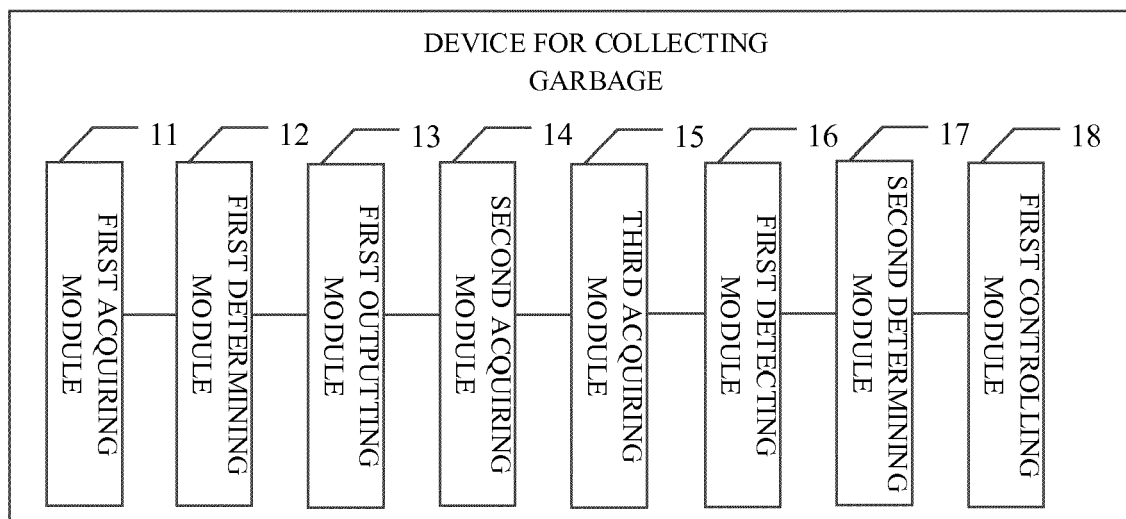 DEVICE FOR COLLECTING
GARBAGE
11
12
13
14
15
16
17
18
FIRST ACQUIRING
MODULE
FIRST DETERMINING
MODULE
FIRST OUTPUTTING
MODULE
SECOND ACQUIRING
MODULE
THIRD ACQUIRING
MODULE
FIRST DETECTING
MODULE
SECOND DETERMINING
MODULE
FIRST CONTROLLING
MODULE